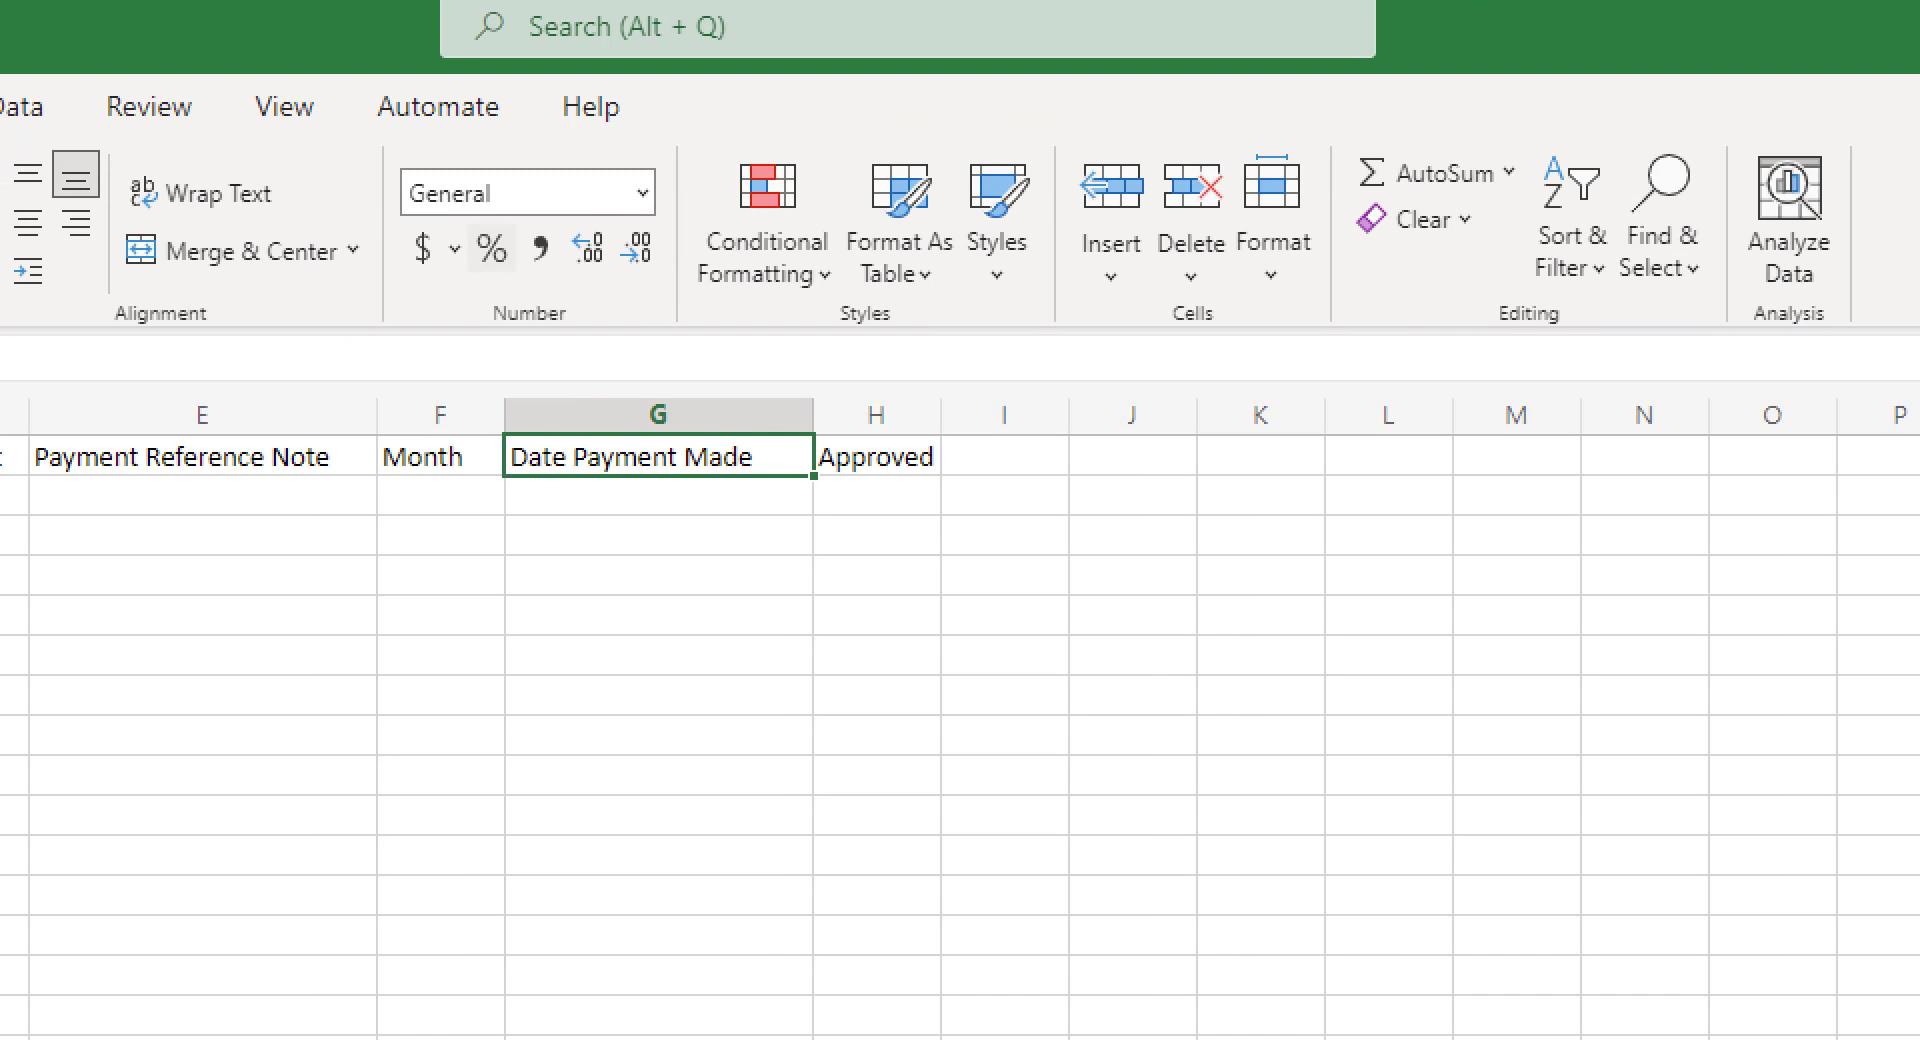 Search (Alt + Q)
Data Review View Automate Help
Wrap Text
Merge & Center
Alignment
General
$ % , .00 .00
Number
Conditional Formatting
Format As Table
Styles
Styles
Insert
Delete
Format
Cells
AutoSum
Clear
Sort & Filter
Find & Select
Editing
Analyze Data
Analysis
E F G H I J K L M N O P
Payment Reference Note Month Date Payment Made Approved